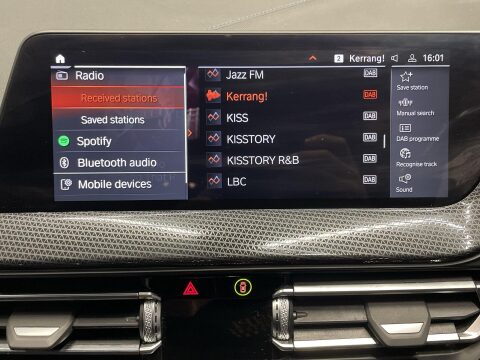 2 Kerrang! 16:01
Radio
Received stations
Saved stations
Spotify
Bluetooth audio
Mobile devices
Jazz FM DAB
Kerrang! DAB
KISS DAB
KISSTORY DAB
KISSTORY R&B DAB
LBC DAB
Save station
Manual search
DAB programme
Recognise track
Sound